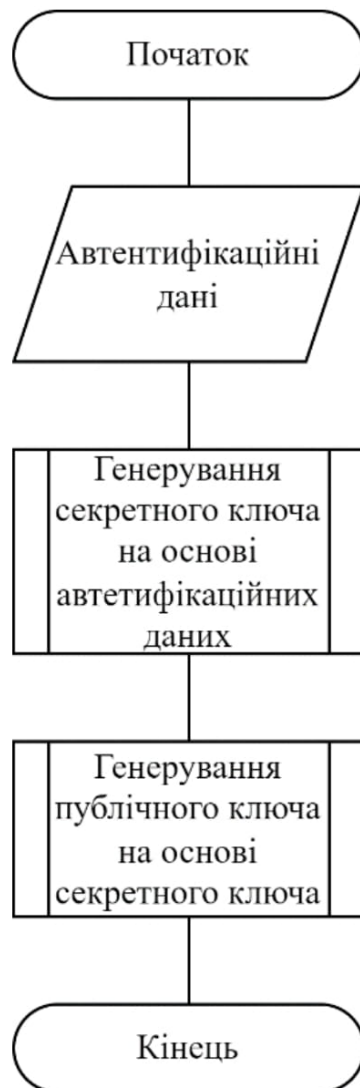 Початок
Автентифікаційні
дані
Генерування
секретного ключа
на основі
автетифікаційних
даних
Генерування
публічного ключа
на основі
секретного ключа
Кінець